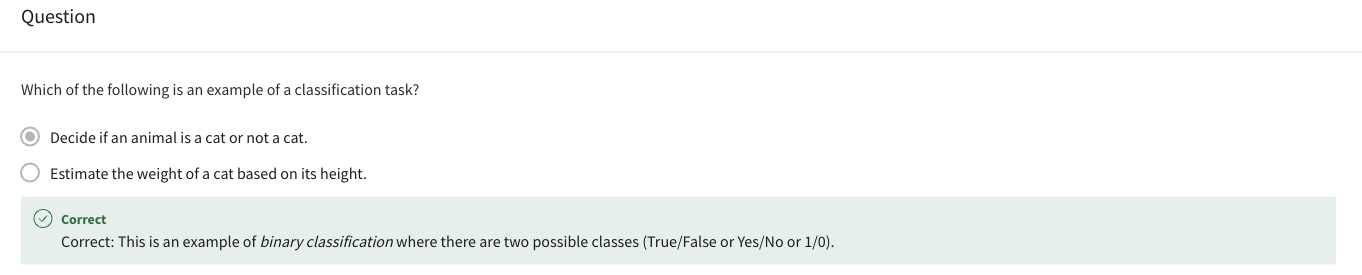 Question
Which of the following is an example of a classification task?
Decide if an animal is a cat or not a cat.
Estimate the weight of a cat based on its height.
Correct
Correct: This is an example of binary classification where there are two possible classes (True/False or Yes/No or 1/0).